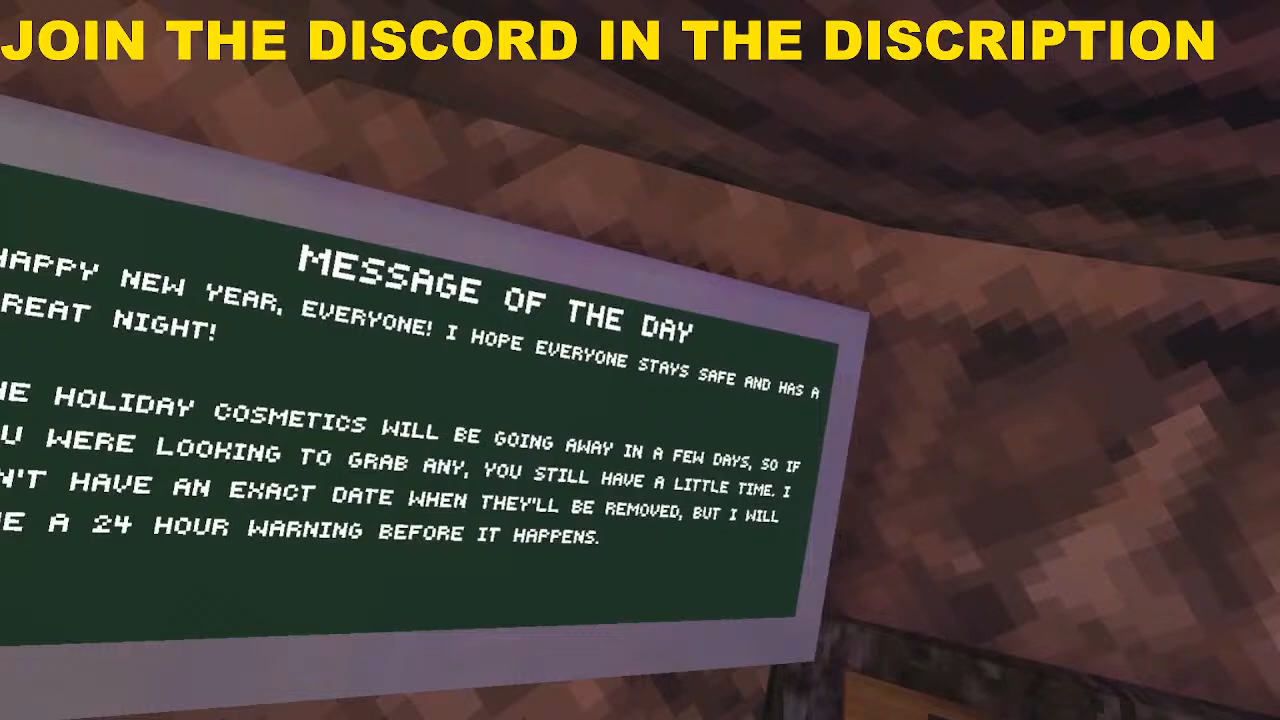 JOIN THE DISCORD IN THE DISCRIPTION
MESSAGE OF THE DAY
HAPPY NEW YEAR, EVERYONE! I HOPE EVERYONE STAYS SAFE AND HAS A
REAT NIGHT!
HE HOLIDAY COSMETICS WILL BE GOING AWAY IN A FEW DAYS, SO IF
U WERE LOOKING TO GRAB ANY, YOU STILL HAVE A LITTLE TIME. I
N'T HAVE AN EXACT DATE WHEN THEY'LL BE REMOVED, BUT I WILL
E A 24 HOUR WARNING BEFORE IT HAPPENS.